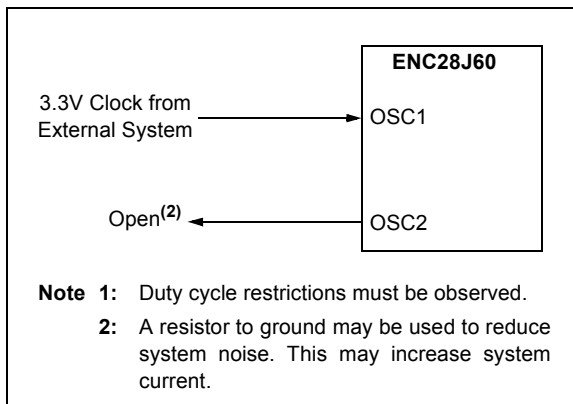 ENC28J60
3.3V Clock from
External System
OSC1
Open(2)
OSC2
Note 1: Duty cycle restrictions must be observed.
2: A resistor to ground may be used to reduce
system noise. This may increase system
current.